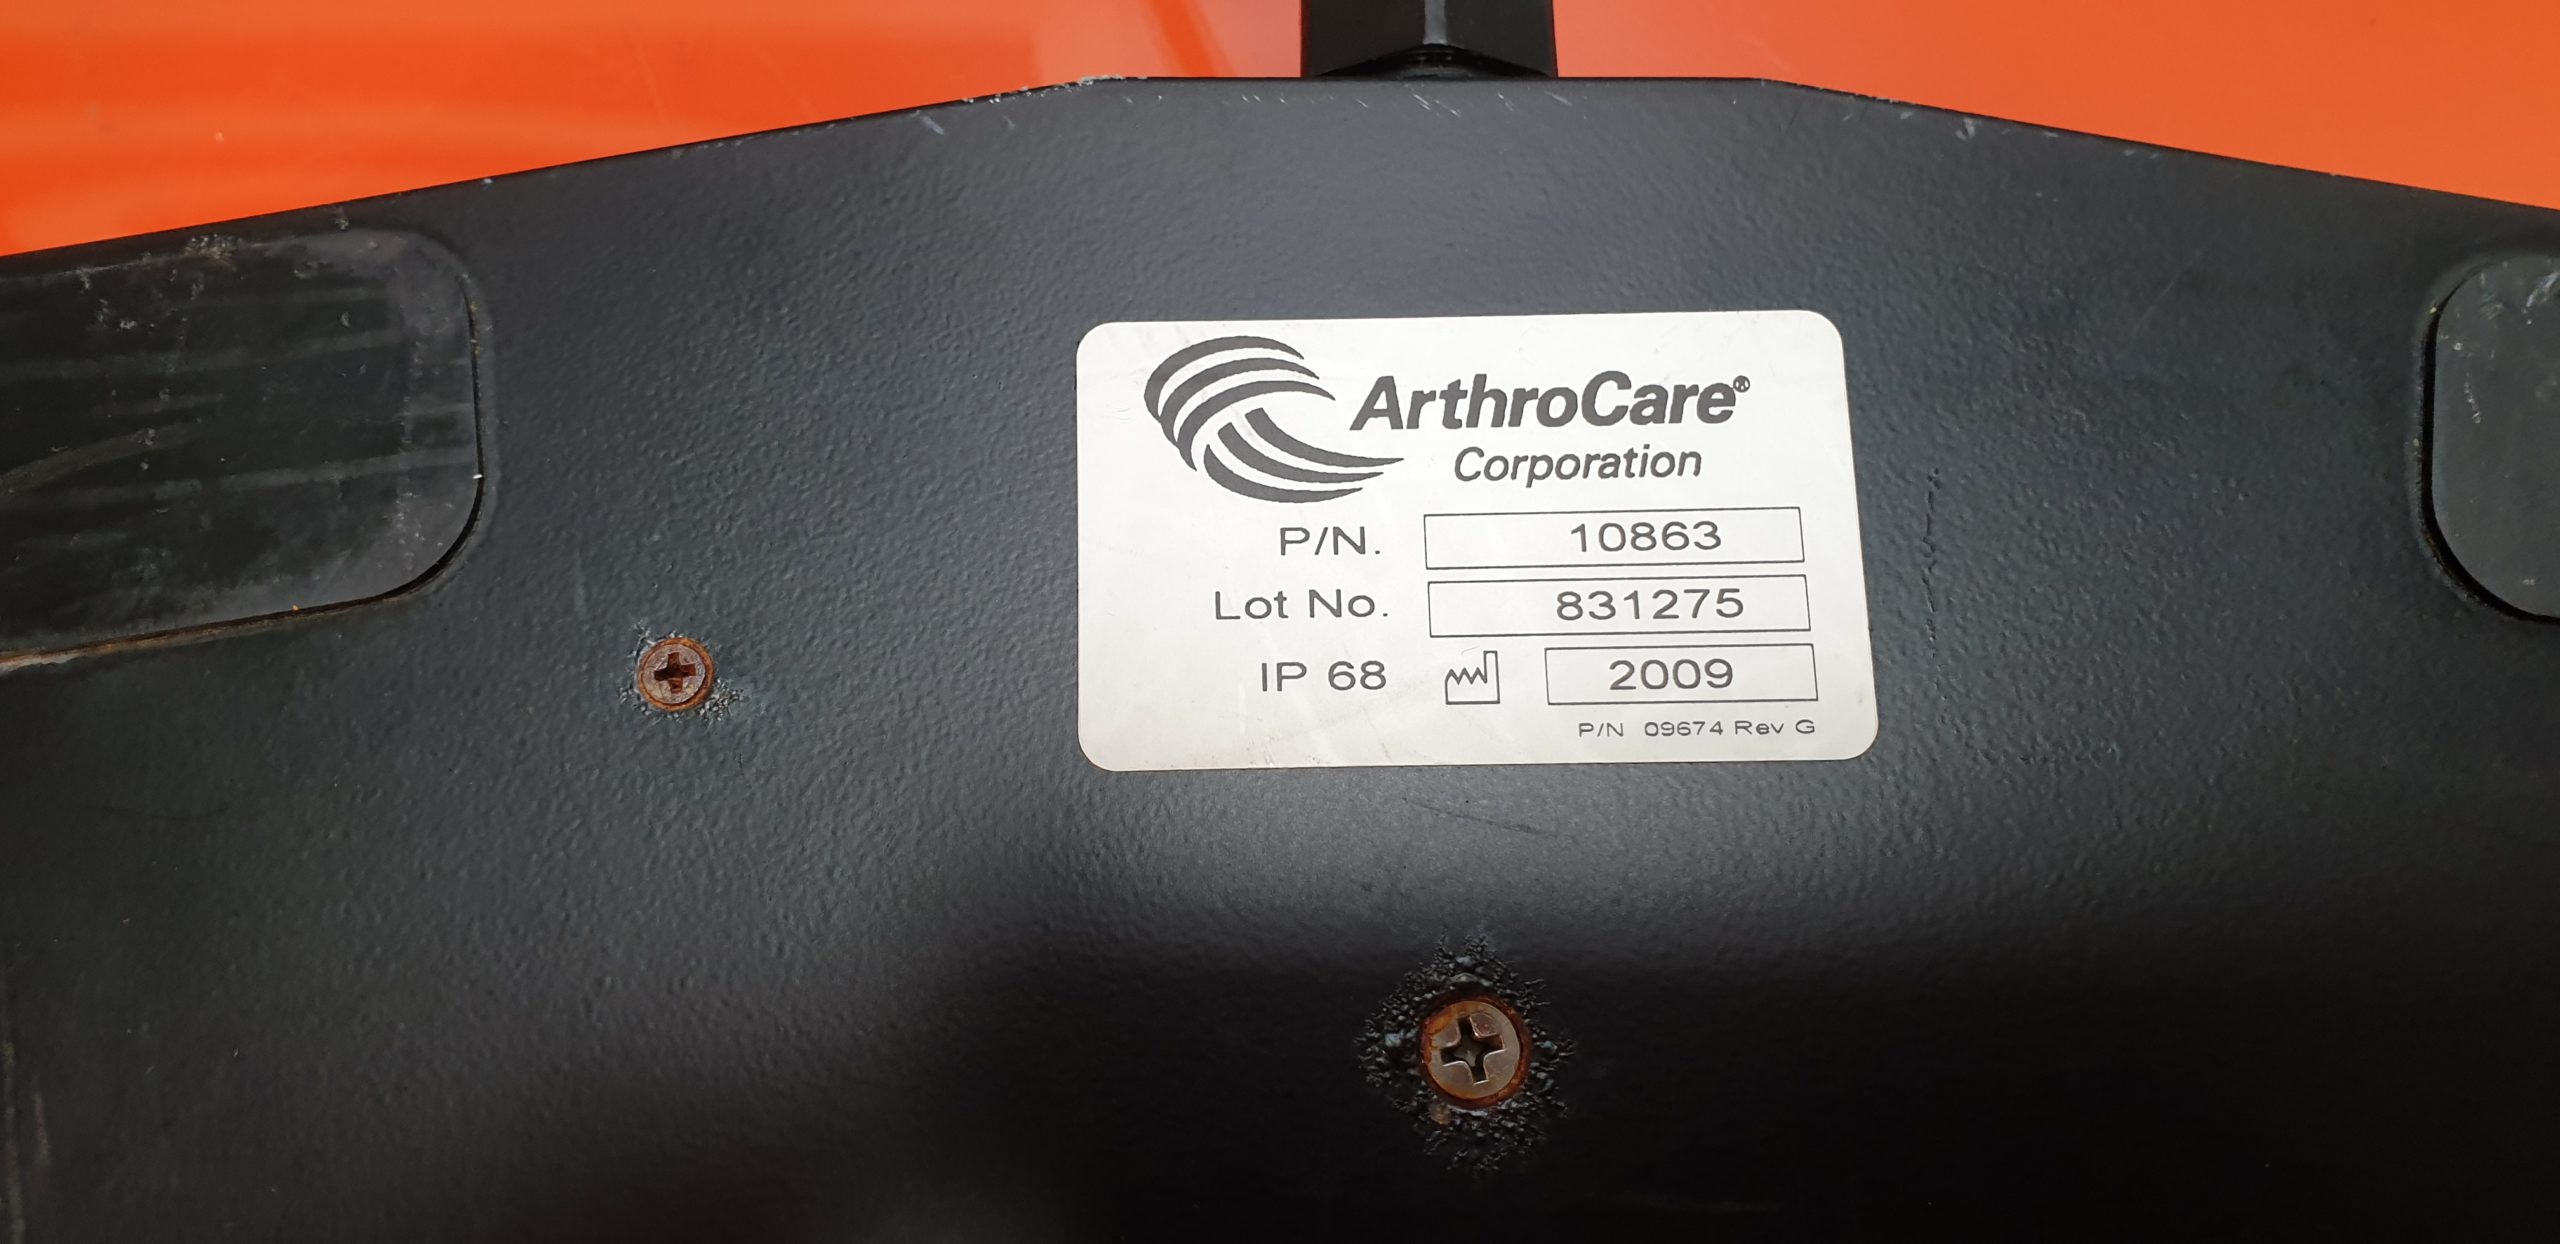 ArthroCare®
Corporation
P/N. 10863
Lot No. 831275
IP 68 2009
P/N 09674 Rev G